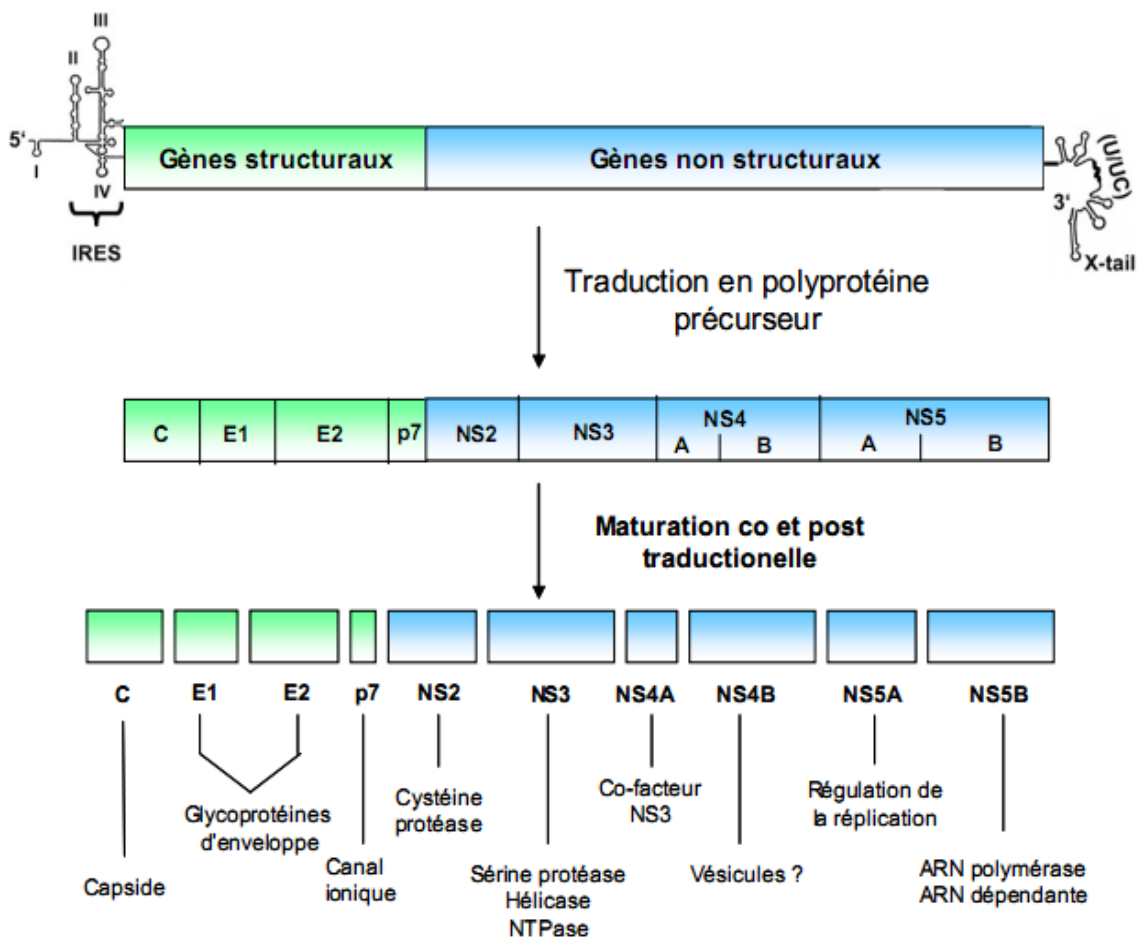 III
II
5'
I
IV
IRES
Gènes structuraux
Gènes non structuraux
(U/UC)
3'
X-tail
Traduction en polyprotéine
précurseur
C
E1
E2
p7
NS2
NS3
NS4
A
B
NS5
A
B
Maturation co et post
traductionelle
C
E1
E2
p7
NS2
NS3
NS4A
NS4B
NS5A
NS5B
Capside
Glycoprotéines
d'enveloppe
Canal
ionique
Cystéine
protéase
Sérine protéase
Hélicase
NTPase
Co-facteur
NS3
Vésicules ?
Régulation de
la réplication
ARN polymérase
ARN dépendante